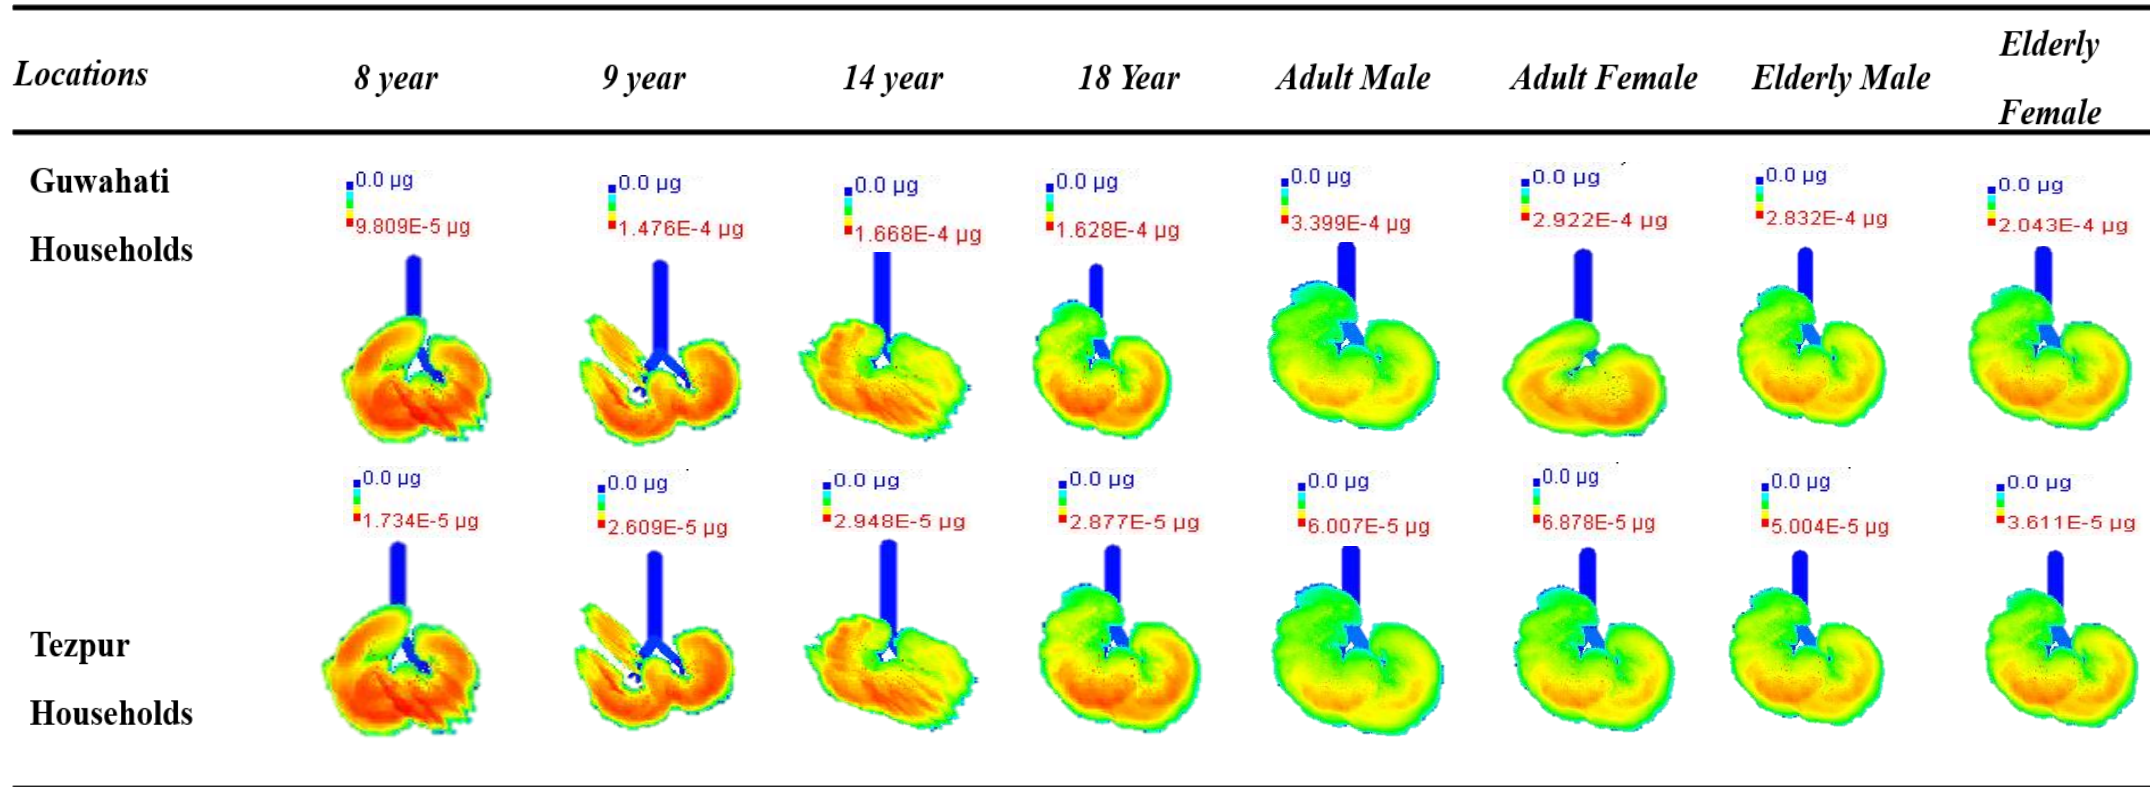 Locations 8 year 9 year 14 year 18 Year Adult Male Adult Female Elderly Male Elderly
Female
Guwahati
Households
0.0 µg 0.0 µg 0.0 µg 0.0 µg 0.0 µg 0.0 µg 0.0 µg 0.0 µg
9.809E-5 µg 1.476E-4 µg 1.668E-4 µg 1.628E-4 µg 3.399E-4 µg 2.922E-4 µg 2.832E-4 µg 2.043E-4 µg
Tezpur
Households
0.0 µg 0.0 µg 0.0 µg 0.0 µg 0.0 µg 0.0 µg 0.0 µg 0.0 µg
1.734E-5 µg 2.609E-5 µg 2.948E-5 µg 2.877E-5 µg 6.007E-5 µg 6.878E-5 µg 5.004E-5 µg 3.611E-5 µg